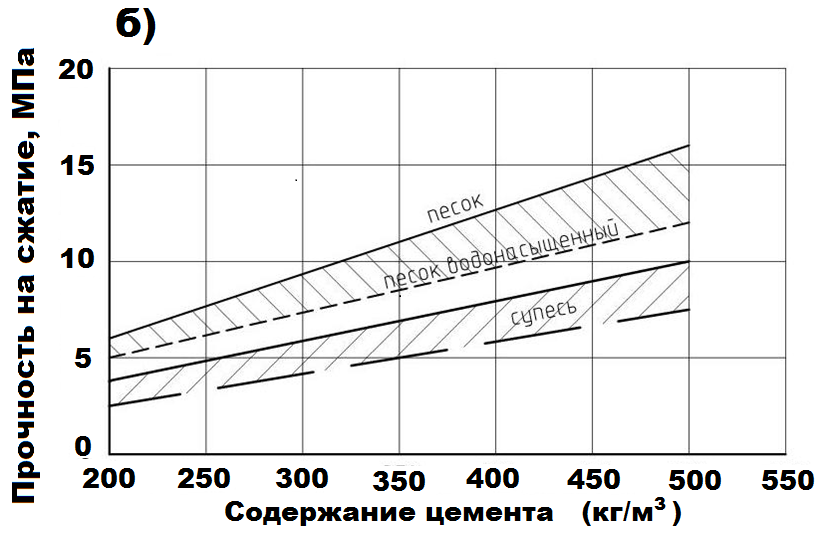 б)
Прочность на сжатие, МПа
20
15
10
5
0
песок
песок водонасыщенный
супесь
200 250 300 350 400 450 500 550
Содержание цемента (кг/м³)